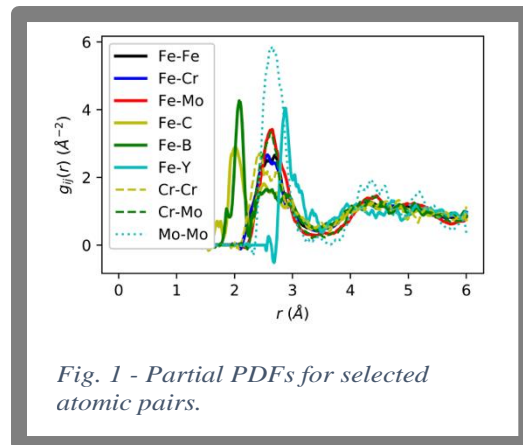 6
4
2
0
g_ij(r) (Å⁻²)
Fe-Fe
Fe-Cr
Fe-Mo
Fe-C
Fe-B
Fe-Y
Cr-Cr
Cr-Mo
Mo-Mo
0 1 2 3 4 5 6
r (Å)
Fig. 1 - Partial PDFs for selected
atomic pairs.